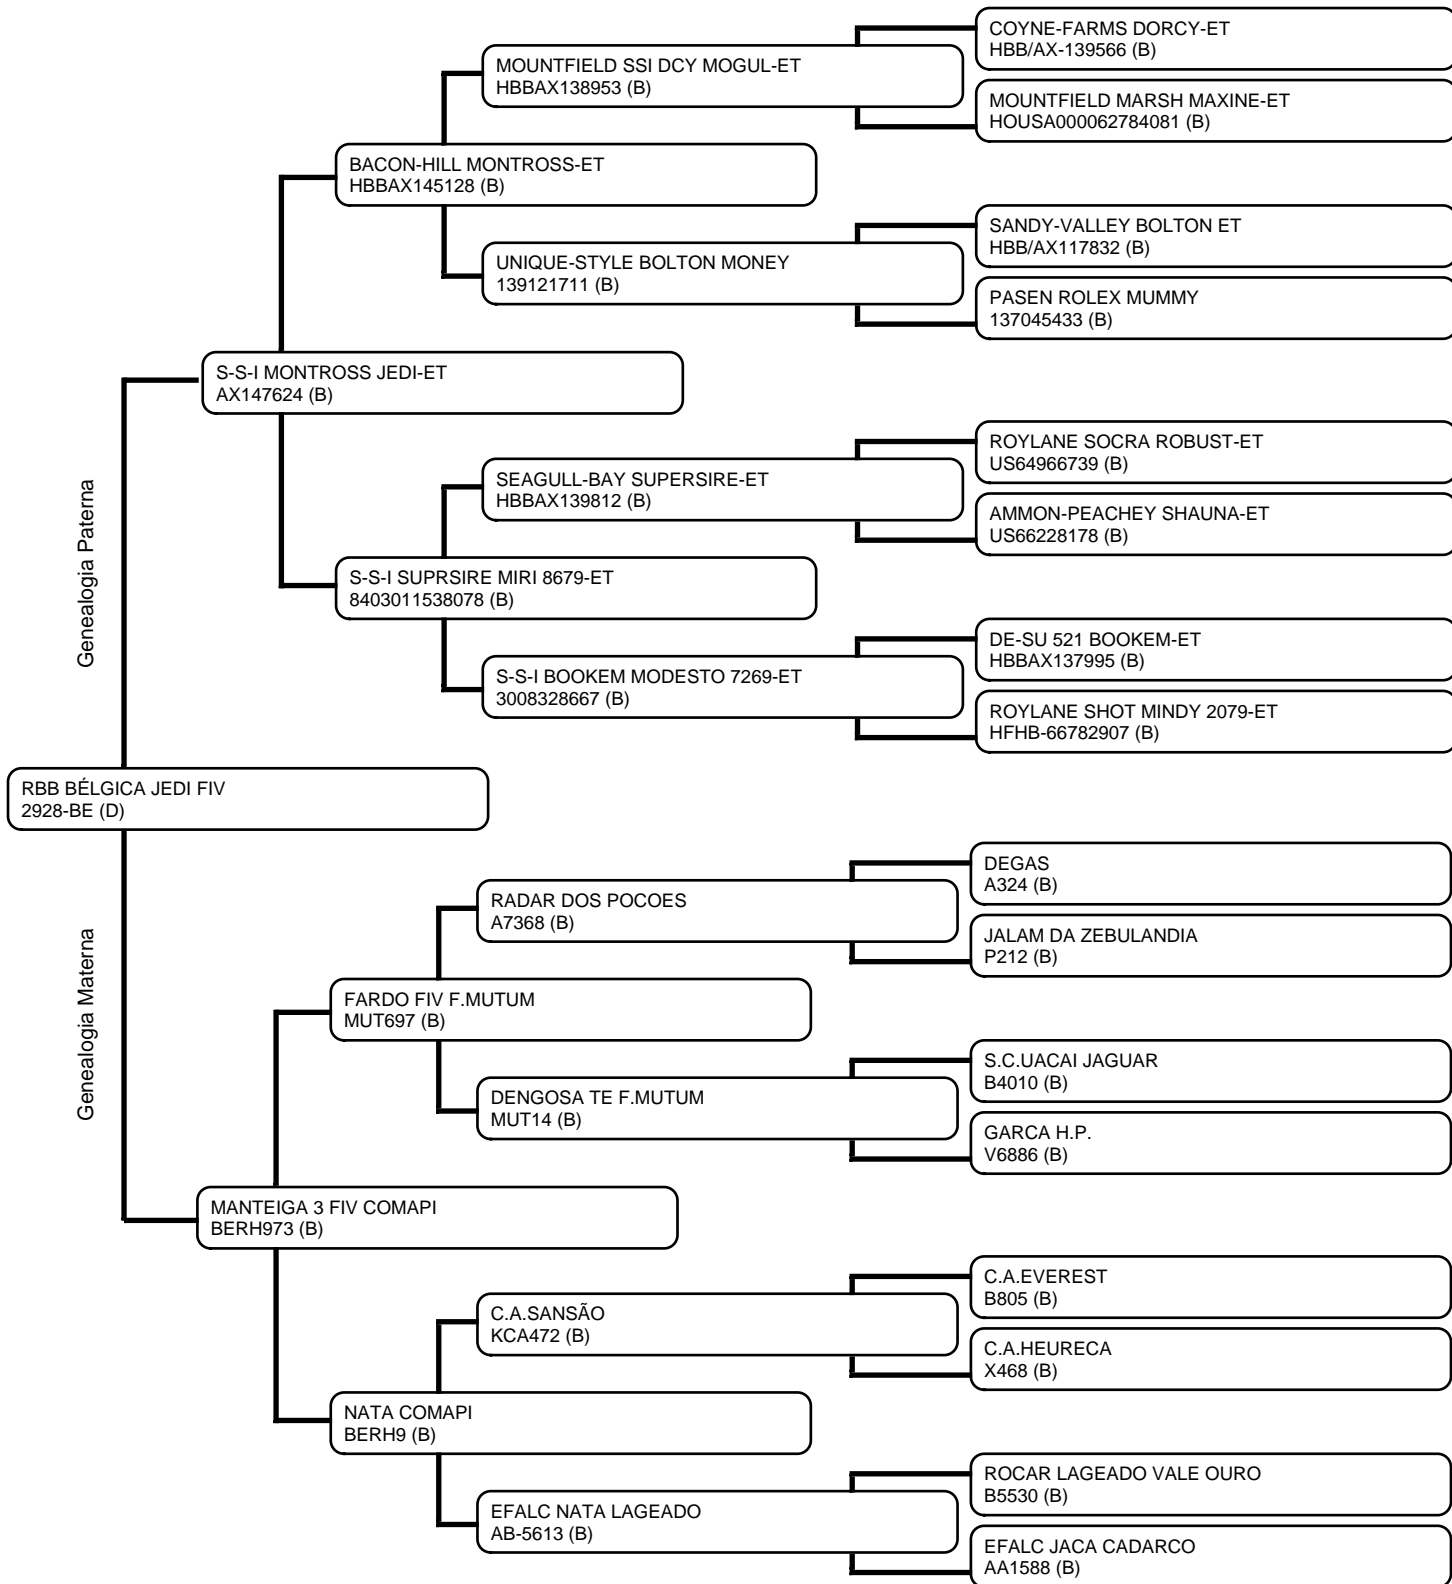 COYNE-FARMS DORCY-ET
HBB/AX-139566 (B)
MOUNTFIELD SSI DCY MOGUL-ET
HBBAX138953 (B)
MOUNTFIELD MARSH MAXINE-ET
HOUSA000062784081 (B)
BACON-HILL MONTROSS-ET
HBBAX145128 (B)
SANDY-VALLEY BOLTON ET
HBB/AX117832 (B)
UNIQUE-STYLE BOLTON MONEY
139121711 (B)
PASEN ROLEX MUMMY
137045433 (B)
S-S-I MONTROSS JEDI-ET
AX147624 (B)
ROYLANE SOCRA ROBUST-ET
US64966739 (B)
SEAGULL-BAY SUPERSIRE-ET
HBBAX139812 (B)
AMMON-PEACHEY SHAUNA-ET
US66228178 (B)
Genealogia Paterna
S-S-I SUPRSIRE MIRI 8679-ET
8403011538078 (B)
DE-SU 521 BOOKEM-ET
HBBAX137995 (B)
S-S-I BOOKEM MODESTO 7269-ET
3008328667 (B)
ROYLANE SHOT MINDY 2079-ET
HFHB-66782907 (B)
RBB BÉLGICA JEDI FIV
2928-BE (D)
DEGAS
A324 (B)
RADAR DOS POCOES
A7368 (B)
JALAM DA ZEBULANDIA
P212 (B)
Genealogia Materna
FARDO FIV F.MUTUM
MUT697 (B)
S.C.UACAI JAGUAR
B4010 (B)
DENGOSA TE F.MUTUM
MUT14 (B)
GARCA H.P.
V6886 (B)
MANTEIGA 3 FIV COMAPI
BERH973 (B)
C.A.EVEREST
B805 (B)
C.A.SANSÃO
KCA472 (B)
C.A.HEURECA
X468 (B)
NATA COMAPI
BERH9 (B)
ROCAR LAGEADO VALE OURO
B5530 (B)
EFALC NATA LAGEADO
AB-5613 (B)
EFALC JACA CADARCO
AA1588 (B)